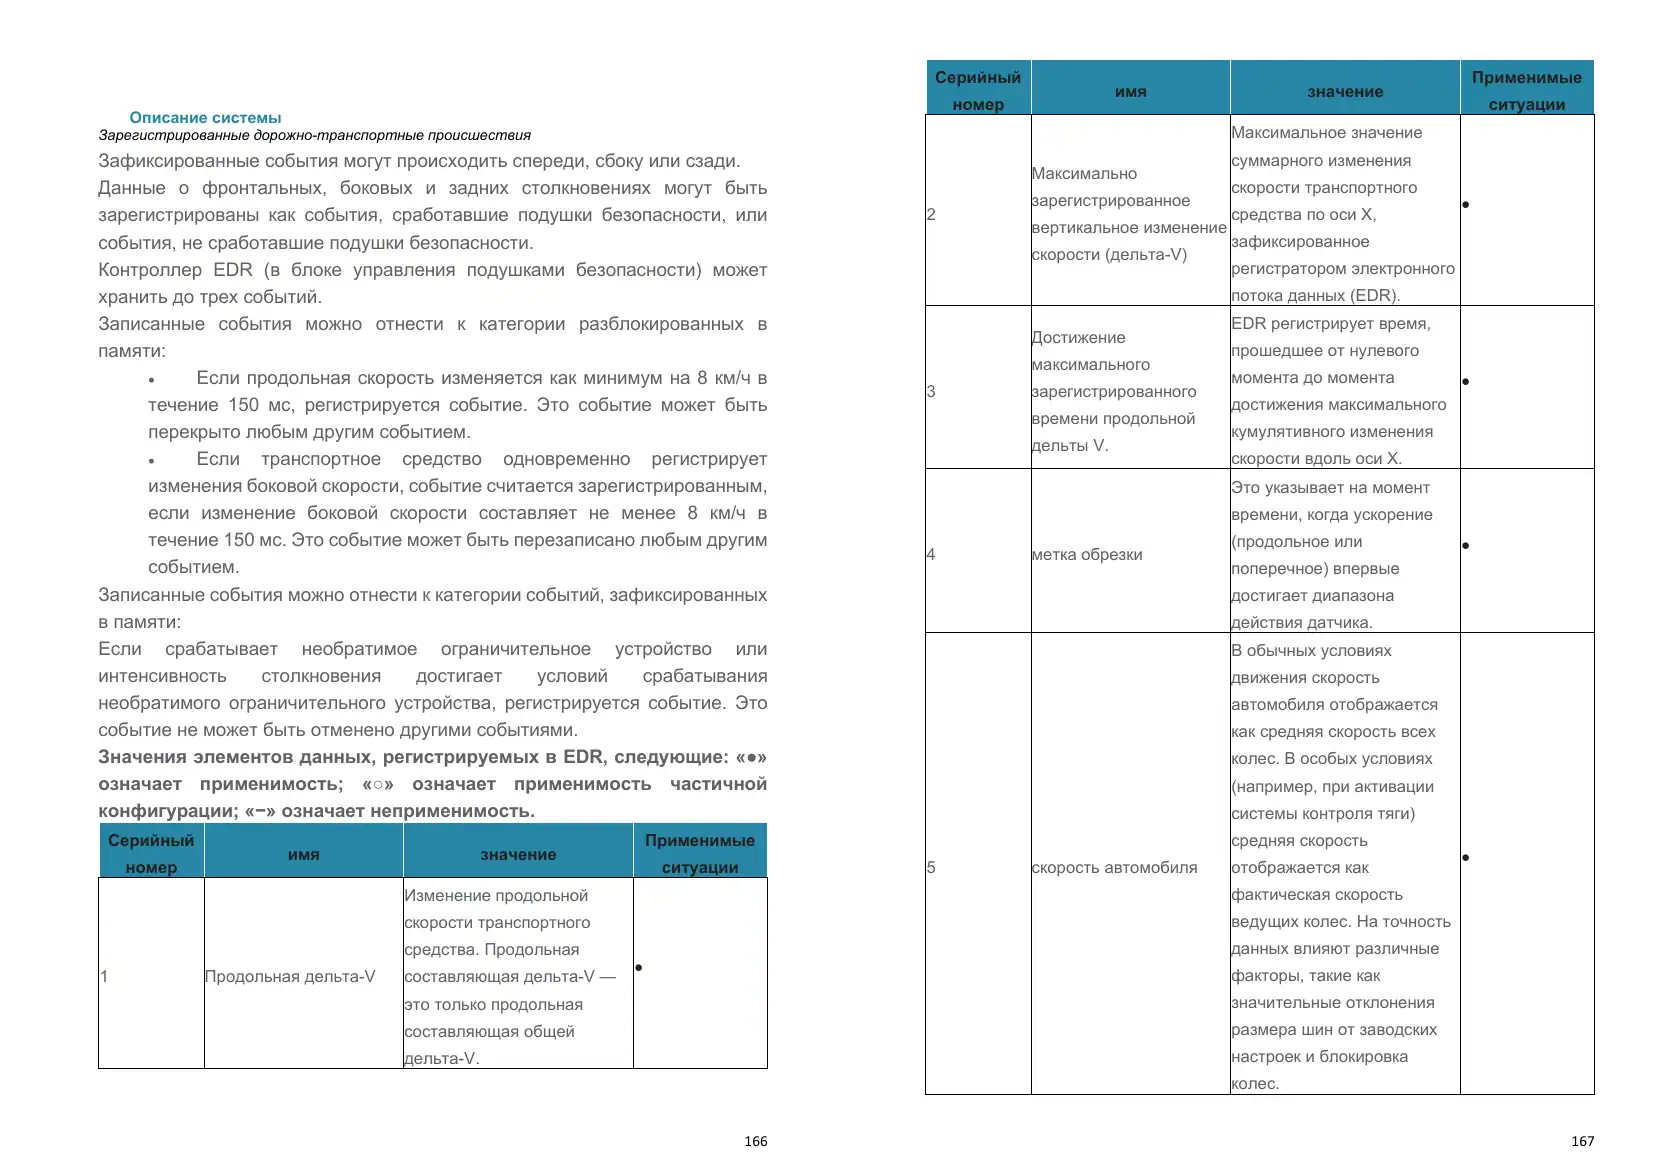 Описание системы
Зарегистрированные дорожно-транспортные происшествия
Зафиксированные события могут происходить спереди, сбоку или сзади.
Данные о фронтальных, боковых и задних столкновениях могут быть
зарегистрированы как события, сработавшие подушки безопасности, или
события, не сработавшие подушки безопасности.
Контроллер EDR (в блоке управления подушками безопасности) может
хранить до трех событий.
Записанные события можно отнести к категории разблокированных в
памяти:
• Если продольная скорость изменяется как минимум на 8 км/ч в
течение 150 мс, регистрируется событие. Это событие может быть
перекрыто любым другим событием.
• Если транспортное средство одновременно регистрирует
изменения боковой скорости, событие считается зарегистрированным,
если изменение боковой скорости составляет не менее 8 км/ч в
течение 150 мс. Это событие может быть перезаписано любым другим
событием.
Записанные события можно отнести к категории событий, зафиксированных
в памяти:
Если срабатывает необратимое ограничительное устройство или
интенсивность столкновения достигает условий срабатывания
необратимого ограничительного устройства, регистрируется событие. Это
событие не может быть отменено другими событиями.
Значения элементов данных, регистрируемых в EDR, следующие: «●»
означает применимость; «○» означает применимость частичной
конфигурации; «−» означает неприменимость.
Серийный
номер
имя
значение
Применимые
ситуации
1
Продольная дельта-V
Изменение продольной
скорости транспортного
средства. Продольная
составляющая дельта-V —
это только продольная
составляющая общей
дельта-V.
●
166
Серийный
номер
имя
значение
Применимые
ситуации
2
Максимально
зарегистрированное
вертикальное изменение
скорости (дельта-V)
Максимальное значение
суммарного изменения
скорости транспортного
средства по оси X,
зафиксированное
регистратором электронного
потока данных (EDR).
●
3
Достижение
максимального
зарегистрированного
времени продольной
дельты V.
EDR регистрирует время,
прошедшее от нулевого
момента до момента
достижения максимального
кумулятивного изменения
скорости вдоль оси X.
●
4
метка обрезки
Это указывает на момент
времени, когда ускорение
(продольное или
поперечное) впервые
достигает диапазона
действия датчика.
●
5
скорость автомобиля
В обычных условиях
движения скорость
автомобиля отображается
как средняя скорость всех
колес. В особых условиях
(например, при активации
системы контроля тяги)
средняя скорость
отображается как
фактическая скорость
ведущих колес. На точность
данных влияют различные
факторы, такие как
значительные отклонения
размера шин от заводских
настроек и блокировка
колес.
●
167